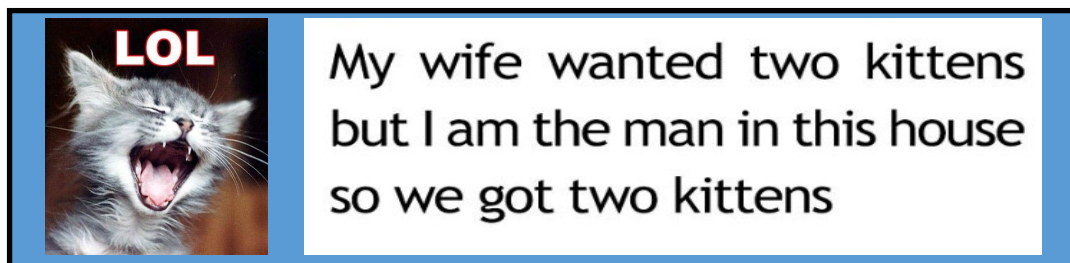 LOL
My wife wanted two kittens
but I am the man in this house
so we got two kittens